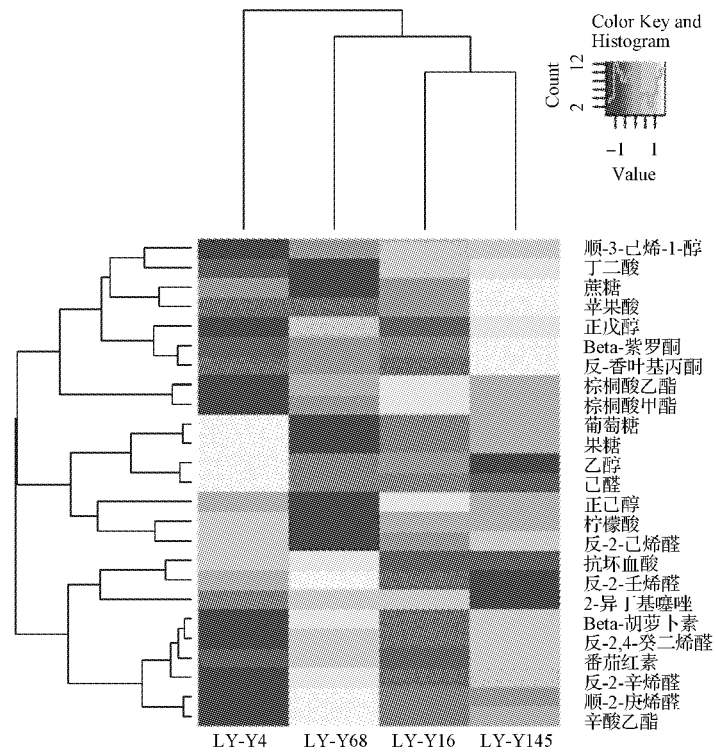 Color Key and
Histogram
Count
2 12
-1 1
Value
顺-3-己烯-1-醇
丁二酸
蔗糖
苹果酸
正戊醇
Beta-紫罗酮
反-香叶基丙酮
棕桐酸乙酯
棕桐酸甲酯
葡萄糖
果糖
乙醇
己醛
正己醇
柠檬酸
反-2-己烯醛
抗坏血酸
反-2-壬烯醛
2-异丁基噻唑
Beta-胡萝卜素
反-2,4-癸二烯醛
番茄红素
反-2-辛烯醛
顺-2-庚烯醛
辛酸乙酯
LY-Y4 LY-Y68 LY-Y16 LY-Y145